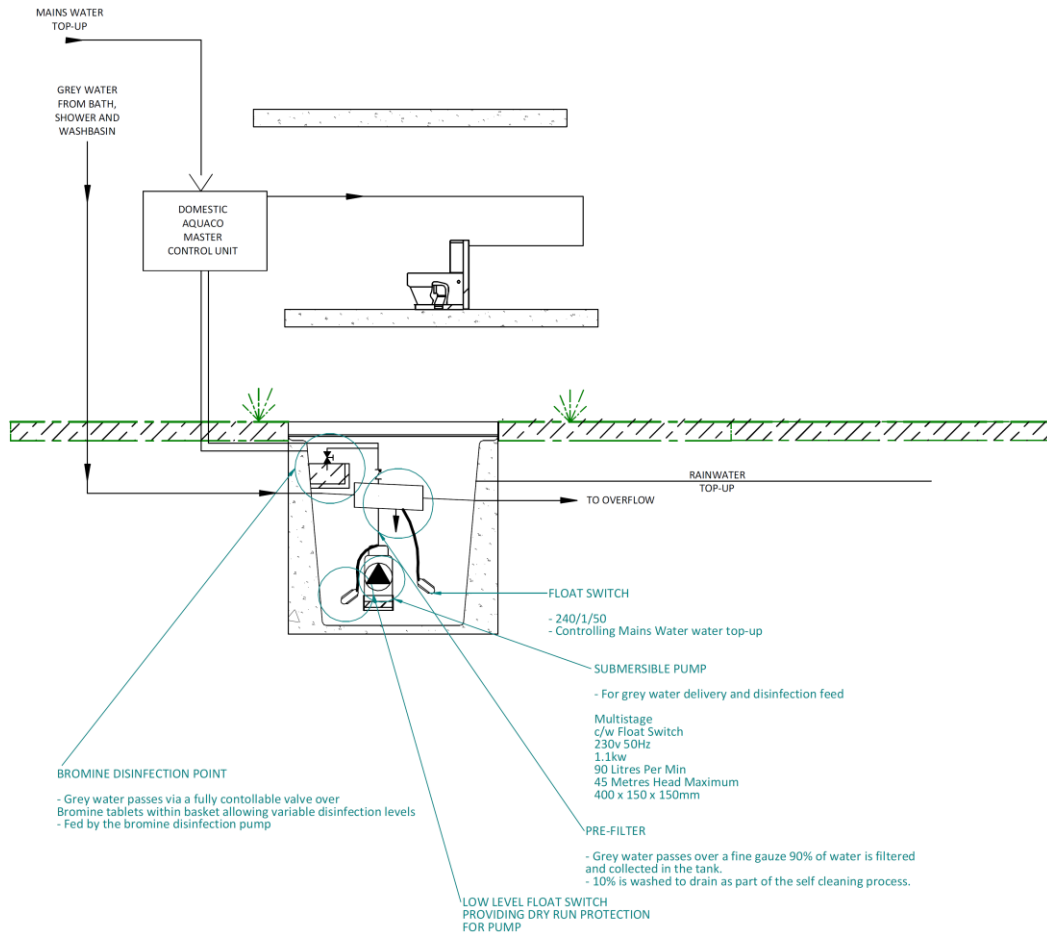 MAINS WATER
TOP-UP
GREY WATER
FROM BATH,
SHOWER AND
WASHBASIN
DOMESTIC
AQUACO
MASTER
CONTROL UNIT
RAINWATER
TOP-UP
TO OVERFLOW
FLOAT SWITCH
- 240/1/50
- Controlling Mains Water water top-up
SUBMERSIBLE PUMP
- For grey water delivery and disinfection feed
Multistage
c/w Float Switch
230v 50Hz
1.1kw
90 Litres Per Min
45 Metres Head Maximum
400 x 150 x 150mm
BROMINE DISINFECTION POINT
- Grey water passes via a fully contollable valve over
Bromine tablets within basket allowing variable disinfection levels
- Fed by the bromine disinfection pump
PRE-FILTER
- Grey water passes over a fine gauze 90% of water is filtered
and collected in the tank.
- 10% is washed to drain as part of the self cleaning process.
LOW LEVEL FLOAT SWITCH
PROVIDING DRY RUN PROTECTION
FOR PUMP